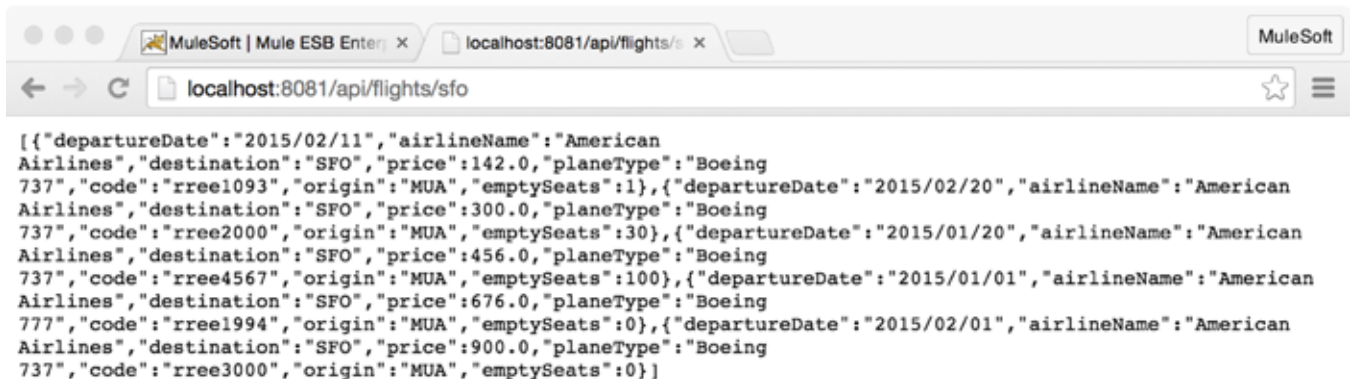 MuleSoft | Mule ESB Enter
localhost:8081/api/flights/s
MuleSoft
localhost:8081/api/flights/sfo
[{"departureDate":"2015/02/11","airlineName":"American
Airlines","destination":"SFO","price":142.0,"planeType":"Boeing
737","code":"rree1093","origin":"MUA","emptySeats":1},{"departureDate":"2015/02/20","airlineName":"American
Airlines","destination":"SFO","price":300.0,"planeType":"Boeing
737","code":"rree2000","origin":"MUA","emptySeats":30},{"departureDate":"2015/01/20","airlineName":"American
Airlines","destination":"SFO","price":456.0,"planeType":"Boeing
737","code":"rree4567","origin":"MUA","emptySeats":100},{"departureDate":"2015/01/01","airlineName":"American
Airlines","destination":"SFO","price":676.0,"planeType":"Boeing
777","code":"rree1994","origin":"MUA","emptySeats":0},{"departureDate":"2015/02/01","airlineName":"American
Airlines","destination":"SFO","price":900.0,"planeType":"Boeing
737","code":"rree3000","origin":"MUA","emptySeats":0}]